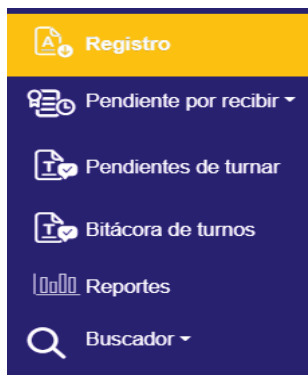 Registro
Pendiente por recibir
Pendientes de turnar
Bitácora de turnos
Reportes
Buscador